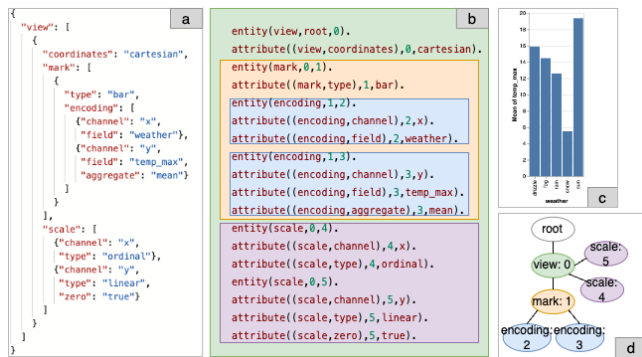 a
{
"view": [
{
"coordinates": "cartesian",
"mark": [
{
"type": "bar",
"encoding": [
{"channel": "x",
"field": "weather"},
{"channel": "y",
"field": "temp_max",
"aggregate": "mean"}
]
}
],
"scale": [
{"channel": "x",
"type": "ordinal"},
{"channel": "y",
"type": "linear",
"zero": "true"}
]
}
]
}
b
entity(view,root,0).
attribute((view,coordinates),0,cartesian).
entity(mark,0,1).
attribute((mark,type),1,bar).
entity(encoding,1,2).
attribute((encoding,channel),2,x).
attribute((encoding,field),2,weather).
entity(encoding,1,3).
attribute((encoding,channel),3,y).
attribute((encoding,field),3,temp_max).
attribute((encoding,aggregate),3,mean).
entity(scale,0,4).
attribute((scale,channel),4,x).
attribute((scale,type),4,ordinal).
entity(scale,0,5).
attribute((scale,channel),5,y).
attribute((scale,type),5,linear).
attribute((scale,zero),5,true).
Mean of temp_max
20
18
16
14
12
10
8
6
4
2
0
drizzle
fog
rain
snow
sun
weather
c
root
view: 0
scale:
5
scale:
4
mark: 1
encoding:
2
encoding:
3
d